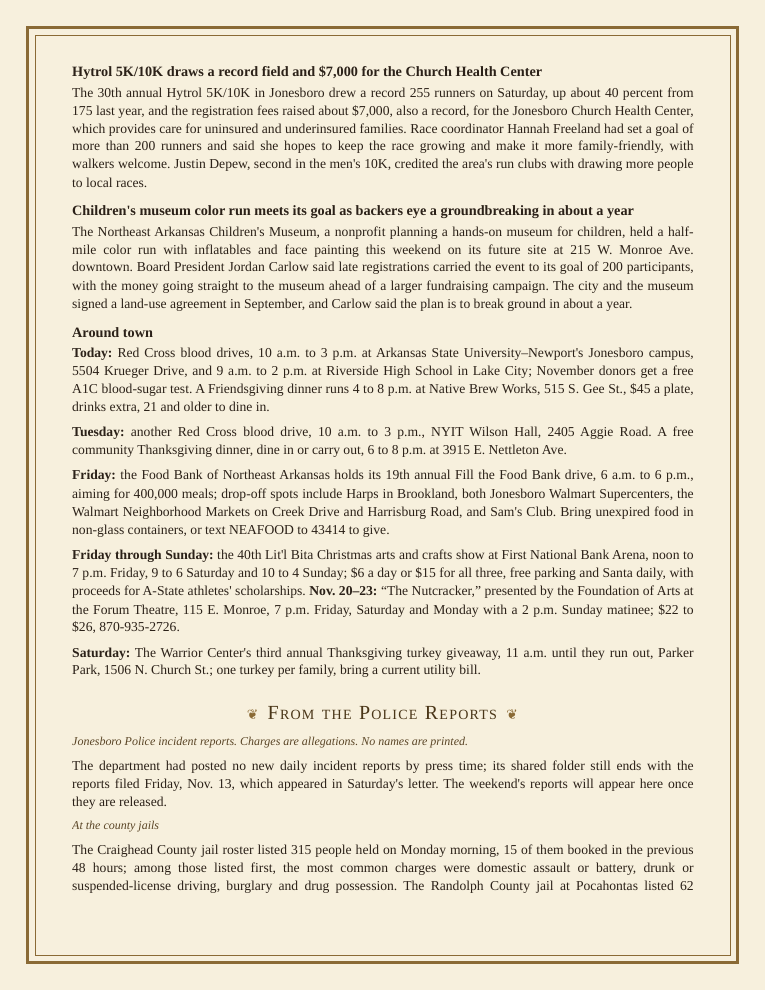 Hytrol 5K/10K draws a record field and $7,000 for the Church Health Center
The 30th annual Hytrol 5K/10K in Jonesboro drew a record 255 runners on Saturday, up about 40 percent from
175 last year, and the registration fees raised about $7,000, also a record, for the Jonesboro Church Health Center,
which provides care for uninsured and underinsured families. Race coordinator Hannah Freeland had set a goal of
more than 200 runners and said she hopes to keep the race growing and make it more family-friendly, with
walkers welcome. Justin Depew, second in the men's 10K, credited the area's run clubs with drawing more people
to local races.
Children's museum color run meets its goal as backers eye a groundbreaking in about a year
The Northeast Arkansas Children's Museum, a nonprofit planning a hands-on museum for children, held a half-
mile color run with inflatables and face painting this weekend on its future site at 215 W. Monroe Ave.
downtown. Board President Jordan Carlow said late registrations carried the event to its goal of 200 participants,
with the money going straight to the museum ahead of a larger fundraising campaign. The city and the museum
signed a land-use agreement in September, and Carlow said the plan is to break ground in about a year.
Around town
Today: Red Cross blood drives, 10 a.m. to 3 p.m. at Arkansas State University–Newport's Jonesboro campus,
5504 Krueger Drive, and 9 a.m. to 2 p.m. at Riverside High School in Lake City; November donors get a free
A1C blood-sugar test. A Friendsgiving dinner runs 4 to 8 p.m. at Native Brew Works, 515 S. Gee St., $45 a plate,
drinks extra, 21 and older to dine in.
Tuesday: another Red Cross blood drive, 10 a.m. to 3 p.m., NYIT Wilson Hall, 2405 Aggie Road. A free
community Thanksgiving dinner, dine in or carry out, 6 to 8 p.m. at 3915 E. Nettleton Ave.
Friday: the Food Bank of Northeast Arkansas holds its 19th annual Fill the Food Bank drive, 6 a.m. to 6 p.m.,
aiming for 400,000 meals; drop-off spots include Harps in Brookland, both Jonesboro Walmart Supercenters, the
Walmart Neighborhood Markets on Creek Drive and Harrisburg Road, and Sam's Club. Bring unexpired food in
non-glass containers, or text NEAFOOD to 43414 to give.
Friday through Sunday: the 40th Lit'l Bita Christmas arts and crafts show at First National Bank Arena, noon to
7 p.m. Friday, 9 to 6 Saturday and 10 to 4 Sunday; $6 a day or $15 for all three, free parking and Santa daily, with
proceeds for A-State athletes' scholarships. Nov. 20–23: “The Nutcracker,” presented by the Foundation of Arts at
the Forum Theatre, 115 E. Monroe, 7 p.m. Friday, Saturday and Monday with a 2 p.m. Sunday matinee; $22 to
$26, 870-935-2726.
Saturday: The Warrior Center's third annual Thanksgiving turkey giveaway, 11 a.m. until they run out, Parker
Park, 1506 N. Church St.; one turkey per family, bring a current utility bill.
❦ From the Police Reports ❦
Jonesboro Police incident reports. Charges are allegations. No names are printed.
The department had posted no new daily incident reports by press time; its shared folder still ends with the
reports filed Friday, Nov. 13, which appeared in Saturday's letter. The weekend's reports will appear here once
they are released.
At the county jails
The Craighead County jail roster listed 315 people held on Monday morning, 15 of them booked in the previous
48 hours; among those listed first, the most common charges were domestic assault or battery, drunk or
suspended-license driving, burglary and drug possession. The Randolph County jail at Pocahontas listed 62